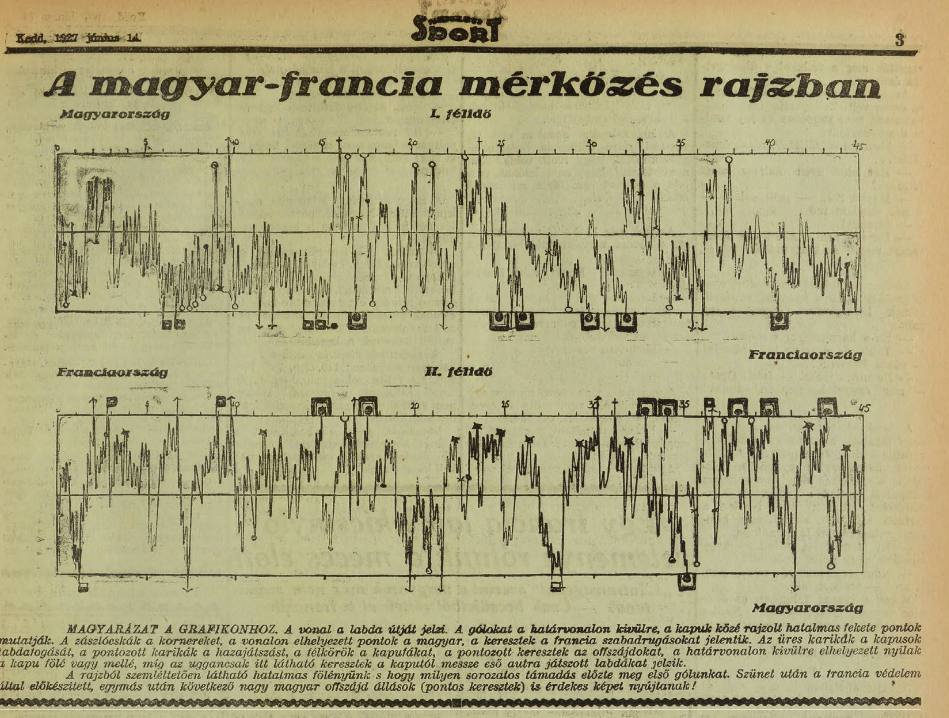 Kedd, 1927 június 14.
NEMZETI SPORT
3
A magyar-francia mérkőzés rajzban
Magyarország
I. félidő
0 5 10 15 20 25 30 35 40 45
Franciaország
Franciaország
II. félidő
5 10 20 25 30 35 45
Magyarország
MAGYARÁZAT A GRAFIKONHOZ. A vonal a labda útját jelzi. A gólokat a határvonalon kívülre, a kapuk közé rajzolt hatalmas fekete pontok
mutatják. A zászlócskák a kornereket, a vonalon elhelyezett pontok a magyar, a keresztek a francia szabadrugásokat jelentik. Az üres karikák a kapusok
labdafogását, a pontozott karikák a hazajátszást, a félkörök a kapufákat, a pontozott keresztek az offszájdokat, a határvonalon kívülre elhelyezett nyilak
a kapu fölé vagy mellé, míg az ugyancsak itt látható keresztek a kaputól messze eső autra játszott labdákat jelzik.
A rajzból szemléltetően látható hatalmas fölényünk s hogy milyen sorozatos támadás előzte meg első gólunkat. Szünet után a francia védelem
által előkészített, egymás után következő nagy magyar offszájd állások (pontos keresztek) is érdekes képet nyújtanak!